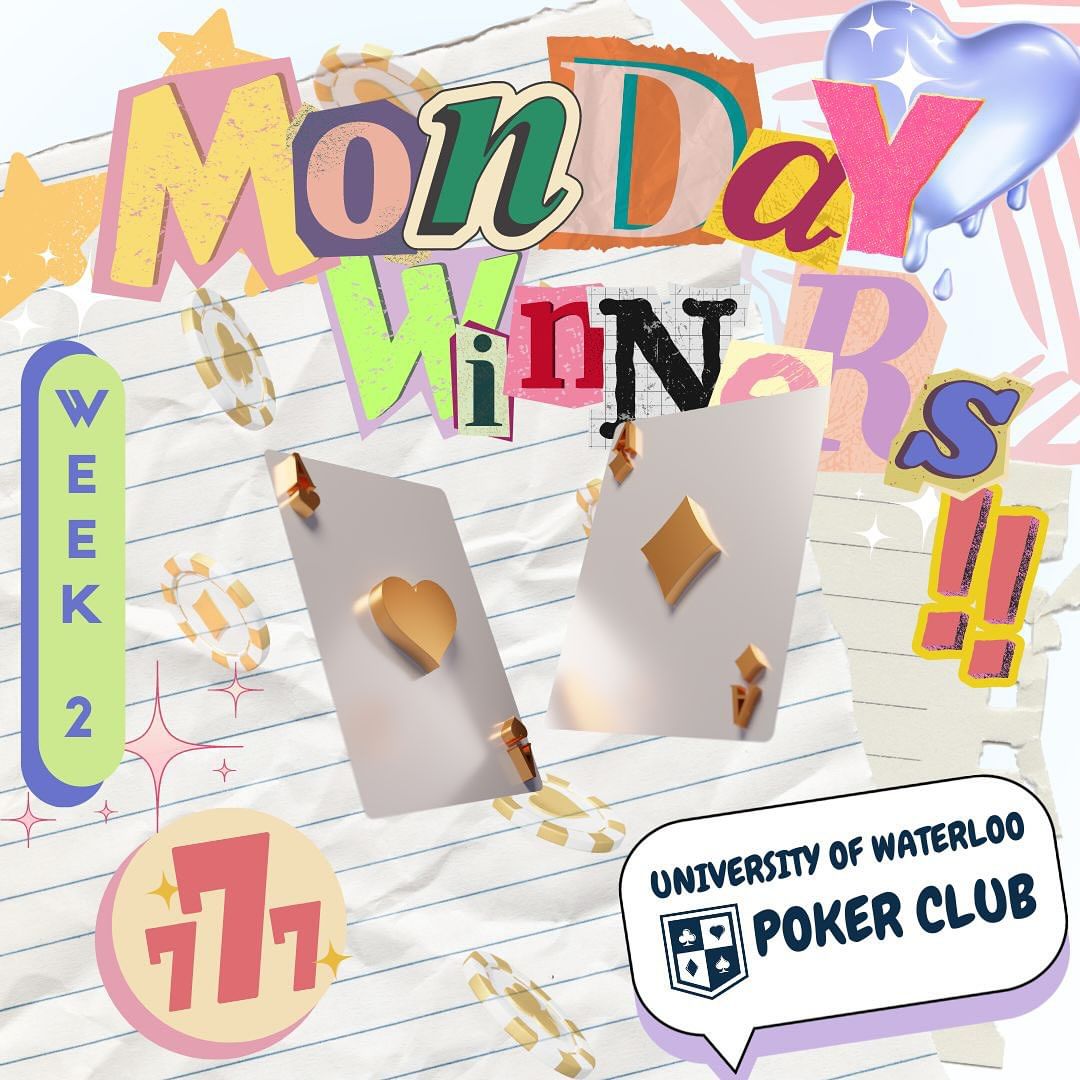 MonDaY
WinNeRs!!
WEEK 2
A
A
A
A
777
UNIVERSITY OF WATERLOO
POKER CLUB